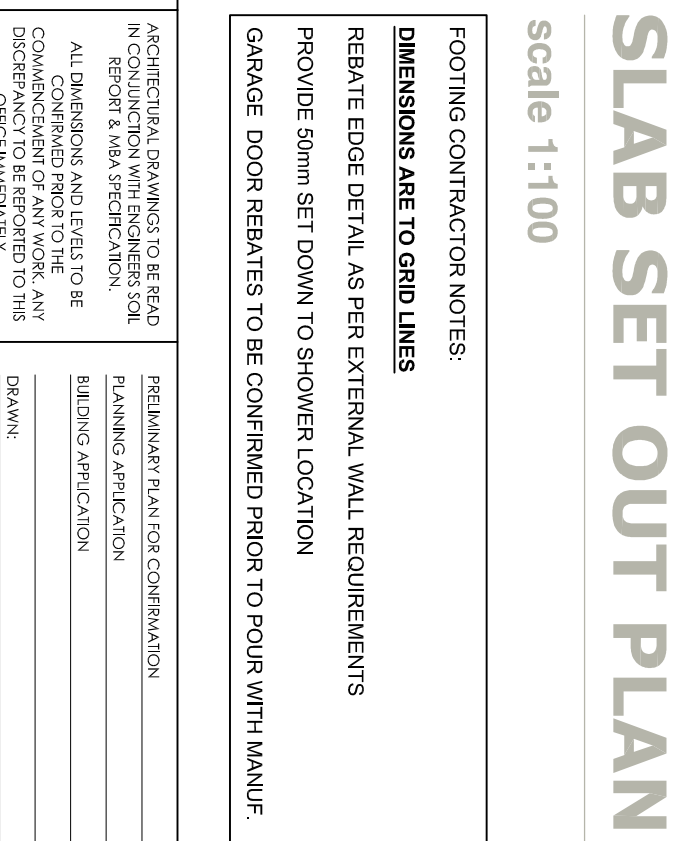 SLAB SET OUT PLAN
scale 1:100
FOOTING CONTRACTOR NOTES:
DIMENSIONS ARE TO GRID LINES
REBATE EDGE DETAIL AS PER EXTERNAL WALL REQUIREMENTS
PROVIDE 50mm SET DOWN TO SHOWER LOCATION
GARAGE DOOR REBATES TO BE CONFIRMED PRIOR TO POUR WITH MANUF.
ARCHITECTURAL DRAWINGS TO BE READ
IN CONJUNCTION WITH ENGINEERS SOIL
REPORT & MBA SPECIFICATION.
ALL DIMENSIONS AND LEVELS TO BE
CONFIRMED PRIOR TO THE
COMMENCEMENT OF ANY WORK. ANY
DISCREPANCY TO BE REPORTED TO THIS
OFFICE IMMEDIATELY
PRELIMINARY PLAN FOR CONFIRMATION
PLANNING APPLICATION
BUILDING APPLICATION
DRAWN: